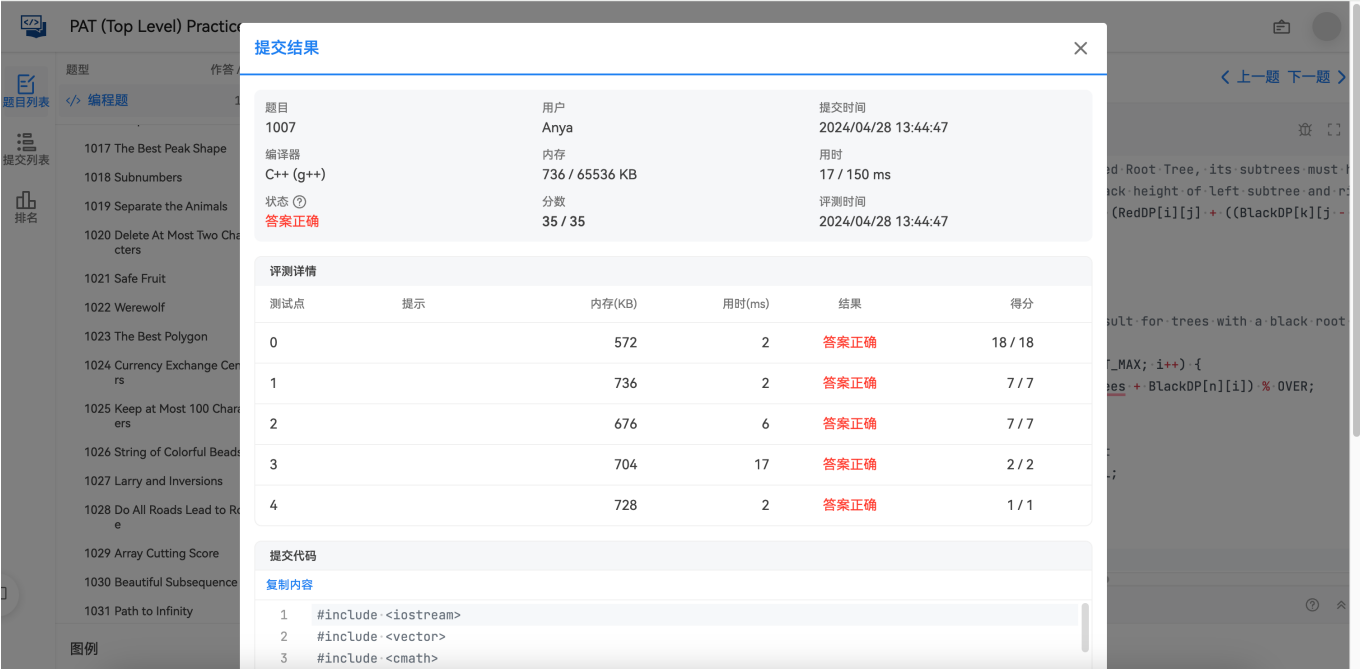 PAT (Top Level) Practice
题目列表
提交列表
排名
题型
作答 /
编程题
1017 The Best Peak Shape
1018 Subnumbers
1019 Separate the Animals
1020 Delete At Most Two Cha
cters
1021 Safe Fruit
1022 Werewolf
1023 The Best Polygon
1024 Currency Exchange Cen
rs
1025 Keep at Most 100 Chara
ers
1026 String of Colorful Beads
1027 Larry and Inversions
1028 Do All Roads Lead to Ro
e
1029 Array Cutting Score
1030 Beautiful Subsequence
1031 Path to Infinity
图例
提交结果
题目 用户 提交时间
1007 Anya 2024/04/28 13:44:47
编译器 内存 用时
C++ (g++) 736 / 65536 KB 17 / 150 ms
状态 分数 评测时间
答案正确 35 / 35 2024/04/28 13:44:47
评测详情
测试点 提示 内存(KB) 用时(ms) 结果 得分
0 572 2 答案正确 18 / 18
1 736 2 答案正确 7 / 7
2 676 6 答案正确 7 / 7
3 704 17 答案正确 2 / 2
4 728 2 答案正确 1 / 1
提交代码
复制内容
1 #include <iostream>
2 #include <vector>
3 #include <cmath>
上一题 下一题
ed Root Tree, its subtrees must h
ck height of left subtree and ri
(RedDP[i][j] + ((BlackDP[k][j -
sult for trees with a black root
T_MAX; i++) {
ees + BlackDP[n][i]) % OVER;